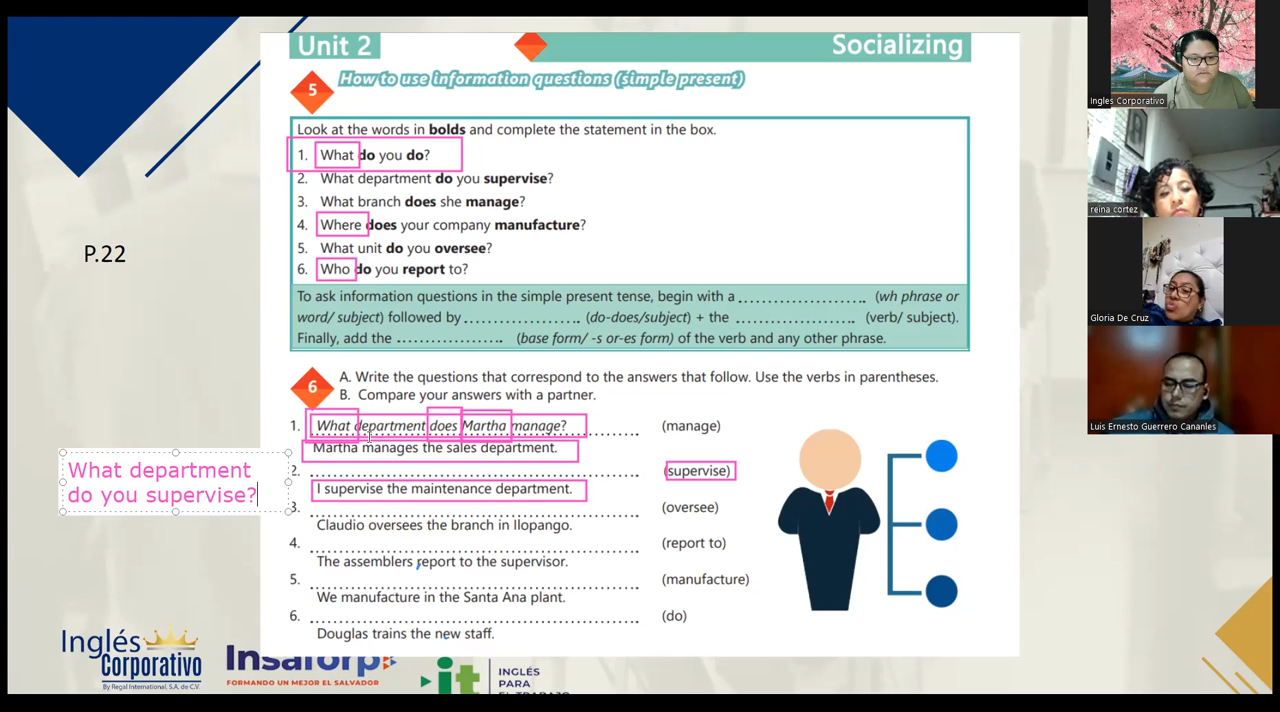 Unit 2
Socializing
5
How to use information questions (simple present)
Look at the words in bolds and complete the statement in the box.
1. What do you do?
2. What department do you supervise?
3. What branch does she manage?
4. Where does your company manufacture?
5. What unit do you oversee?
6. Who do you report to?
To ask information questions in the simple present tense, begin with a ...................... (wh phrase or
word/ subject) followed by ..................... (do-does/subject) + the ..................... (verb/ subject).
Finally, add the ................... (base form/ -s or-es form) of the verb and any other phrase.
6
A. Write the questions that correspond to the answers that follow. Use the verbs in parentheses.
B. Compare your answers with a partner.
1. What department does Martha manage? (manage)
Martha manages the sales department.
2. (supervise)
I supervise the maintenance department.
3. (oversee)
Claudio oversees the branch in Ilopango.
4. (report to)
The assemblers report to the supervisor.
5. (manufacture)
We manufacture in the Santa Ana plant.
6. (do)
Douglas trains the new staff.
P.22
What department
do you supervise?
Inglés
Corporativo
By Regal International, S.A. de C.V.
Insaforp
FORMANDO UN MEJOR EL SALVADOR
it
INGLÉS
PARA
EL TRABAJO
Ingles Corporativo
reina cortez
Gloria De Cruz
Luis Ernesto Guerrero Cananles